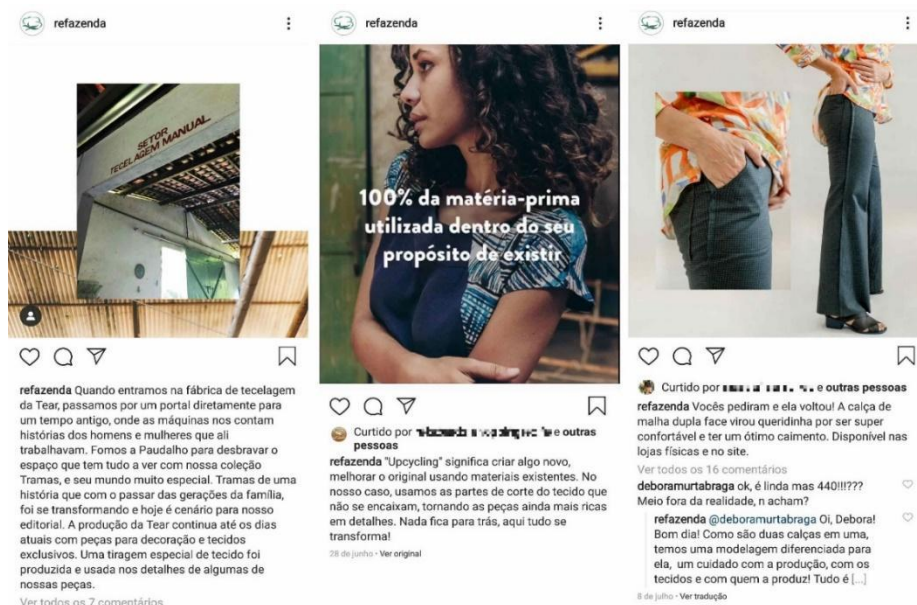 refazenda
SETOR
TECELAGEM MANUAL
refazenda Quando entramos na fábrica de tecelagem
da Tear, passamos por um portal diretamente para
um tempo antigo, onde as máquinas nos contam
histórias dos homens e mulheres que ali
trabalhavam. Fomos a Paudalho para desbravar o
espaço que tem tudo a ver com nossa coleção
Tramas, e seu mundo muito especial. Tramas de uma
história que com o passar das gerações da família,
foi se transformando e hoje é cenário para nosso
editorial. A produção da Tear continua até os dias
atuais com peças para decoração e tecidos
exclusivos. Uma tiragem especial de tecido foi
produzida e usada nos detalhes de algumas de
nossas peças.
Ver todos os 7 comentários
refazenda
100% da matéria-prima
utilizada dentro do seu
propósito de existir
Curtido por e outras
pessoas
refazenda "Upcycling" significa criar algo novo,
melhorar o original usando materiais existentes. No
nosso caso, usamos as partes de corte do tecido que
não se encaixam, tornando as peças ainda mais ricas
em detalhes. Nada fica para trás, aqui tudo se
transforma!
28 de junho • Ver original
refazenda
Curtido por e outras pessoas
refazenda Vocês pediram e ela voltou! A calça de
malha dupla face virou queridinha por ser super
confortável e ter um ótimo caimento. Disponível nas
lojas físicas e no site.
Ver todos os 16 comentários
deboramurtabraga ok, é linda mas 440!!!???
Meio fora da realidade, n acham?
refazenda @deboramurtabraga Oi, Debora!
Bom dia! Como são duas calças em uma,
temos uma modelagem diferenciada para
ela, um cuidado com a produção, com os
tecidos e com quem a produz! Tudo é [...]
8 de julho • Ver tradução